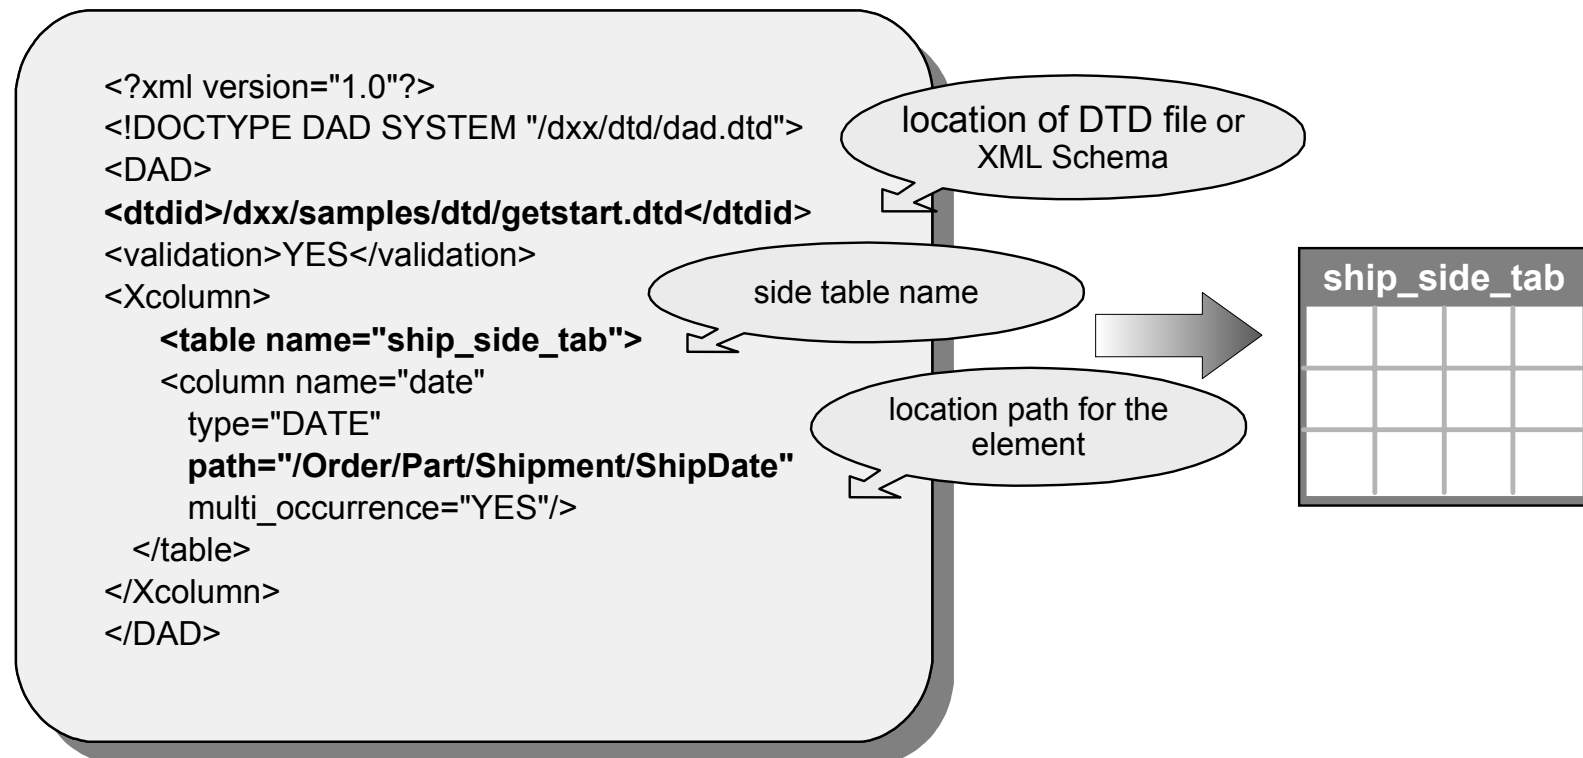 <?xml version="1.0"?>
<!DOCTYPE DAD SYSTEM "/dxx/dtd/dad.dtd">
<DAD>
<dtdid>/dxx/samples/dtd/getstart.dtd</dtdid>
<validation>YES</validation>
<Xcolumn>
<table name="ship_side_tab">
<column name="date"
type="DATE"
path="/Order/Part/Shipment/ShipDate"
multi_occurrence="YES"/>
</table>
</Xcolumn>
</DAD>
location of DTD file or
XML Schema
side table name
location path for the
element
ship_side_tab